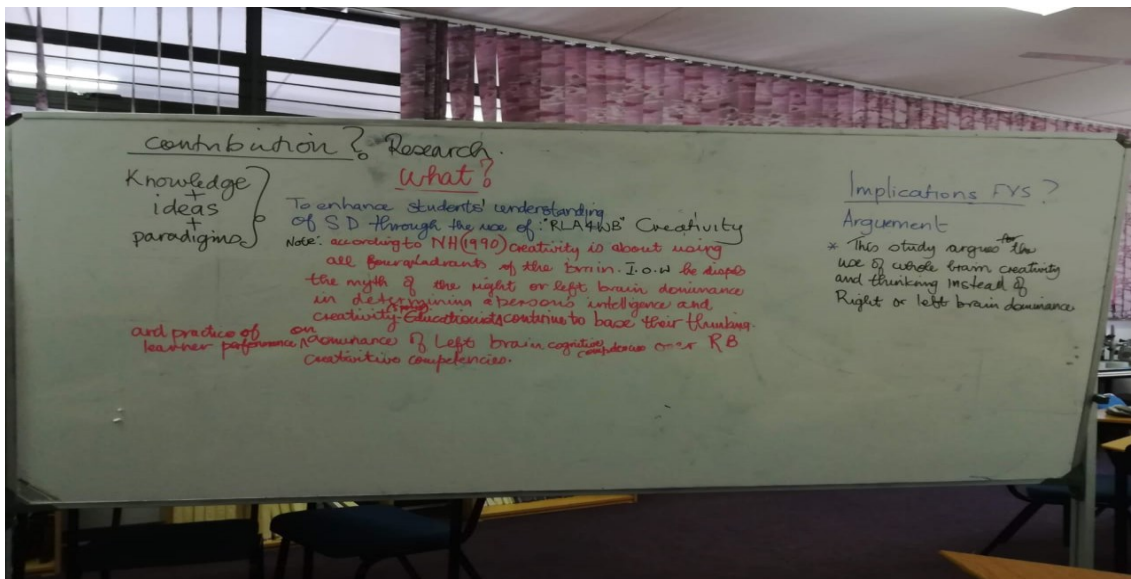 contribution? Research.
Knowledge
+
ideas
+
paradigms
What?
To enhance students' understanding
of SD through the use of: "RLA4WB" Creativity
Note: according to NH(1990) creativity is about using
all four quadrants of the brain. I.O.W he dispels
the myth of the right or left brain dominance
in determining a person's intelligence and
creativity. Educationists continue to base their thinking.
and practice of on
learner performance dominance of Left brain cognitive competencies over RB
creativitive competencies.
Implications FYS?
Arguement
* This study argues for the
use of whole brain creativity
and thinking instead of
Right or left brain dominance